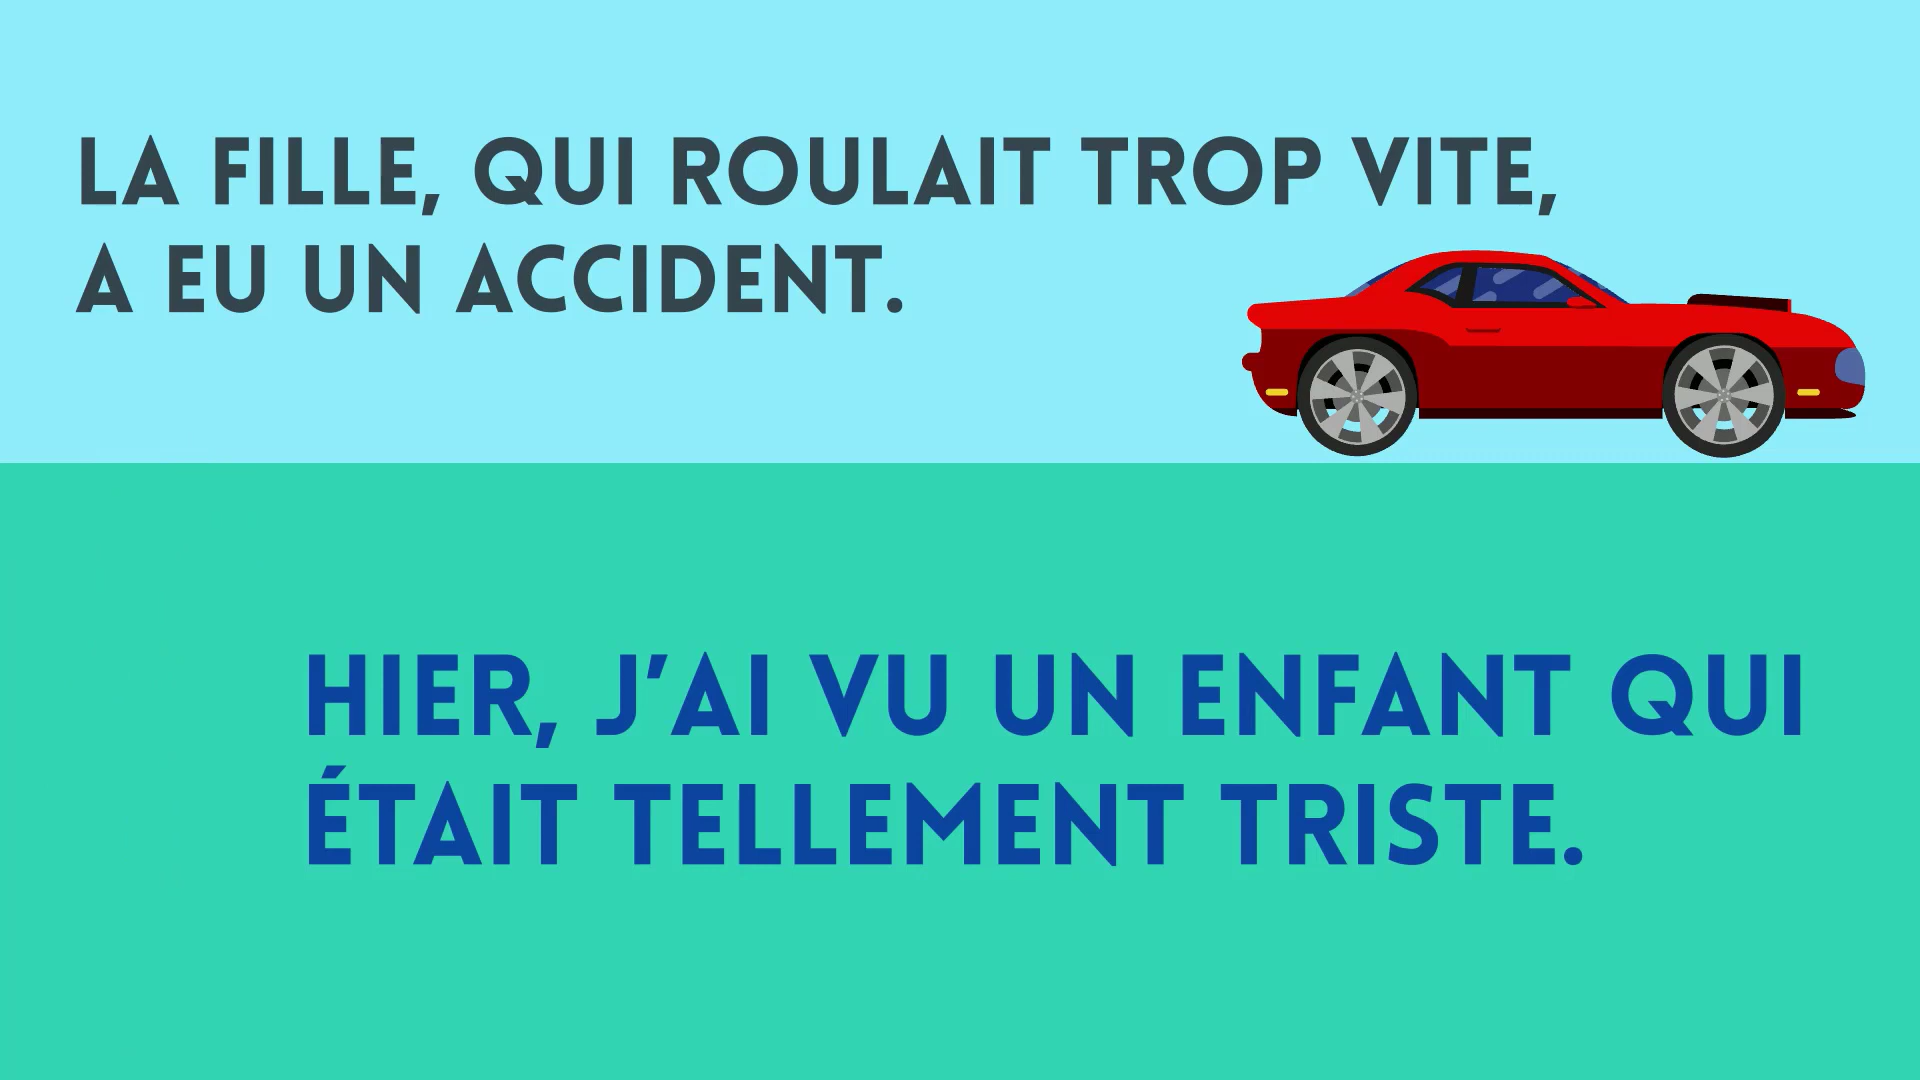 LA FILLE, QUI ROULAIT TROP VITE,
A EU UN ACCIDENT.
HIER, J’AI VU UN ENFANT QUI
ÉTAIT TELLEMENT TRISTE.